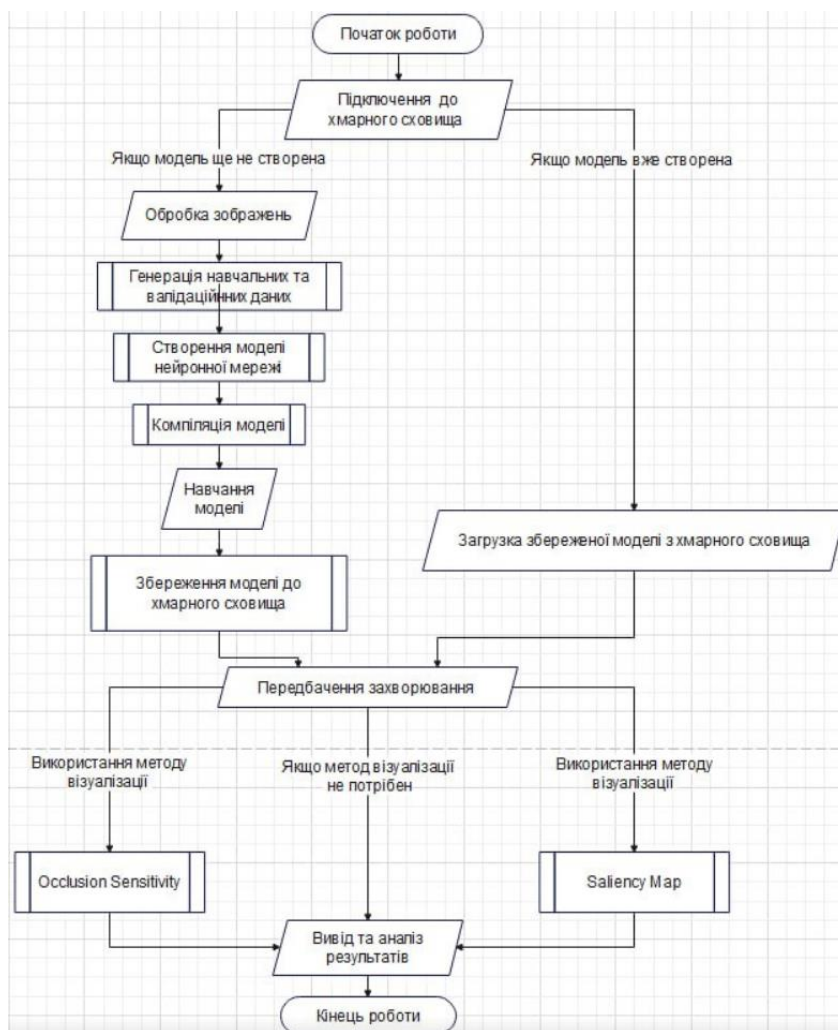 Початок роботи
Підключення до
хмарного сховища
Якщо модель ще не створена
Якщо модель вже створена
Обробка зображень
Генерація навчальних та
валідаційнних даних
Створення моделі
нейронної мережі
Компіляція моделі
Навчання
моделі
Загрузка збереженої моделі з хмарного сховища
Збереження моделі до
хмарного сховища
Передбачення захворювання
Використання методу
візуалізації
Якщо метод візуалізації
не потрібен
Використання методу
візуалізації
Occlusion Sensitivity
Saliency Map
Вивід та аналіз
результатів
Кінець роботи